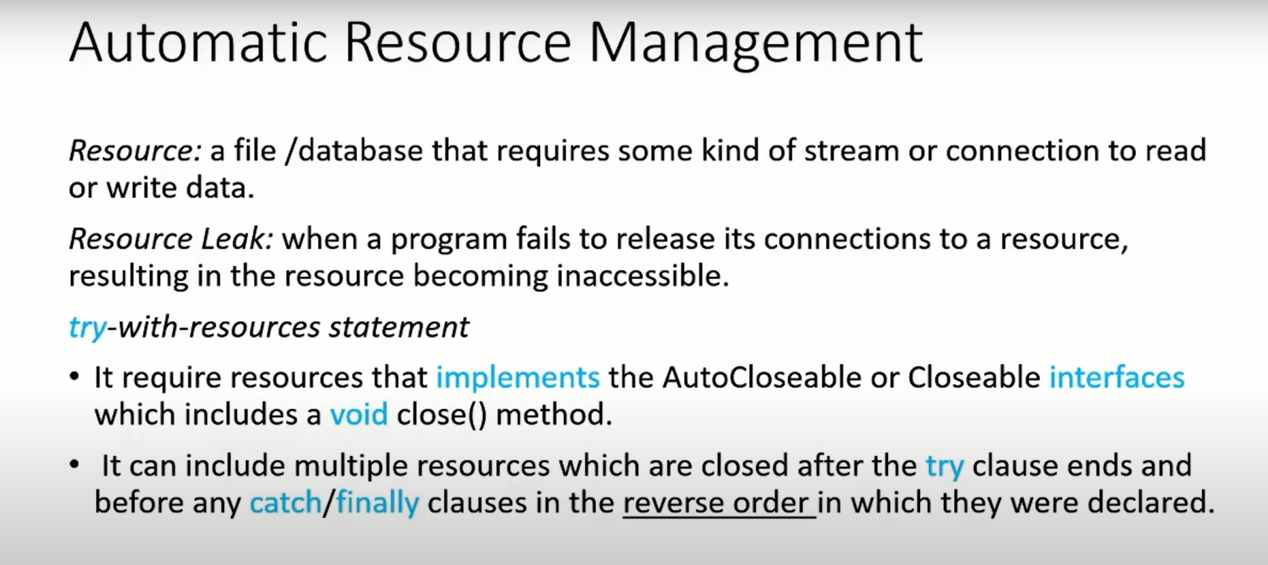 Automatic Resource Management
Resource: a file /database that requires some kind of stream or connection to read
or write data.
Resource Leak: when a program fails to release its connections to a resource,
resulting in the resource becoming inaccessible.
try-with-resources statement
• It require resources that implements the AutoCloseable or Closeable interfaces
which includes a void close() method.
• It can include multiple resources which are closed after the try clause ends and
before any catch/finally clauses in the reverse order in which they were declared.